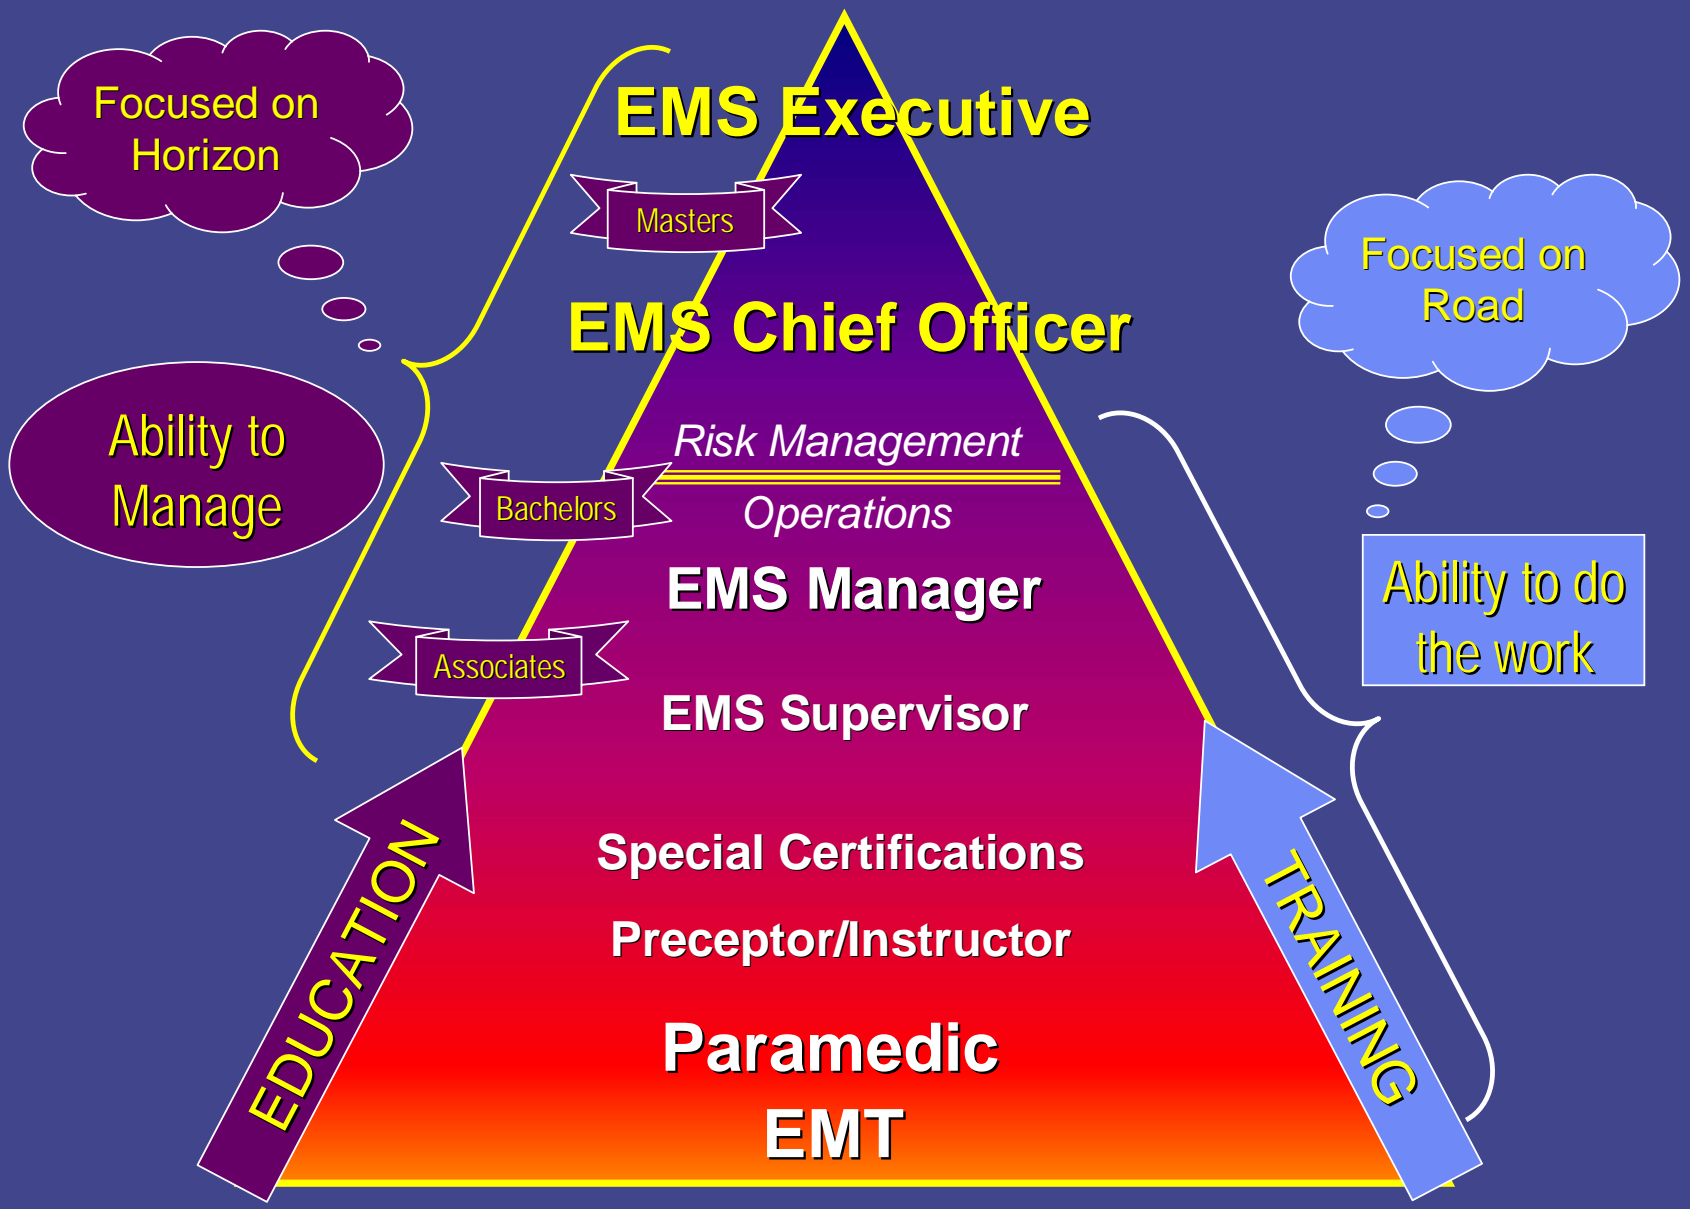 Focused on
Horizon
EMS Executive
Masters
Focused on
Road
EMS Chief Officer
Ability to
Manage
Risk Management
Bachelors
Operations
EMS Manager
Ability to do
the work
Associates
EMS Supervisor
Special Certifications
Preceptor/Instructor
EDUCATION
TRAINING
Paramedic
EMT